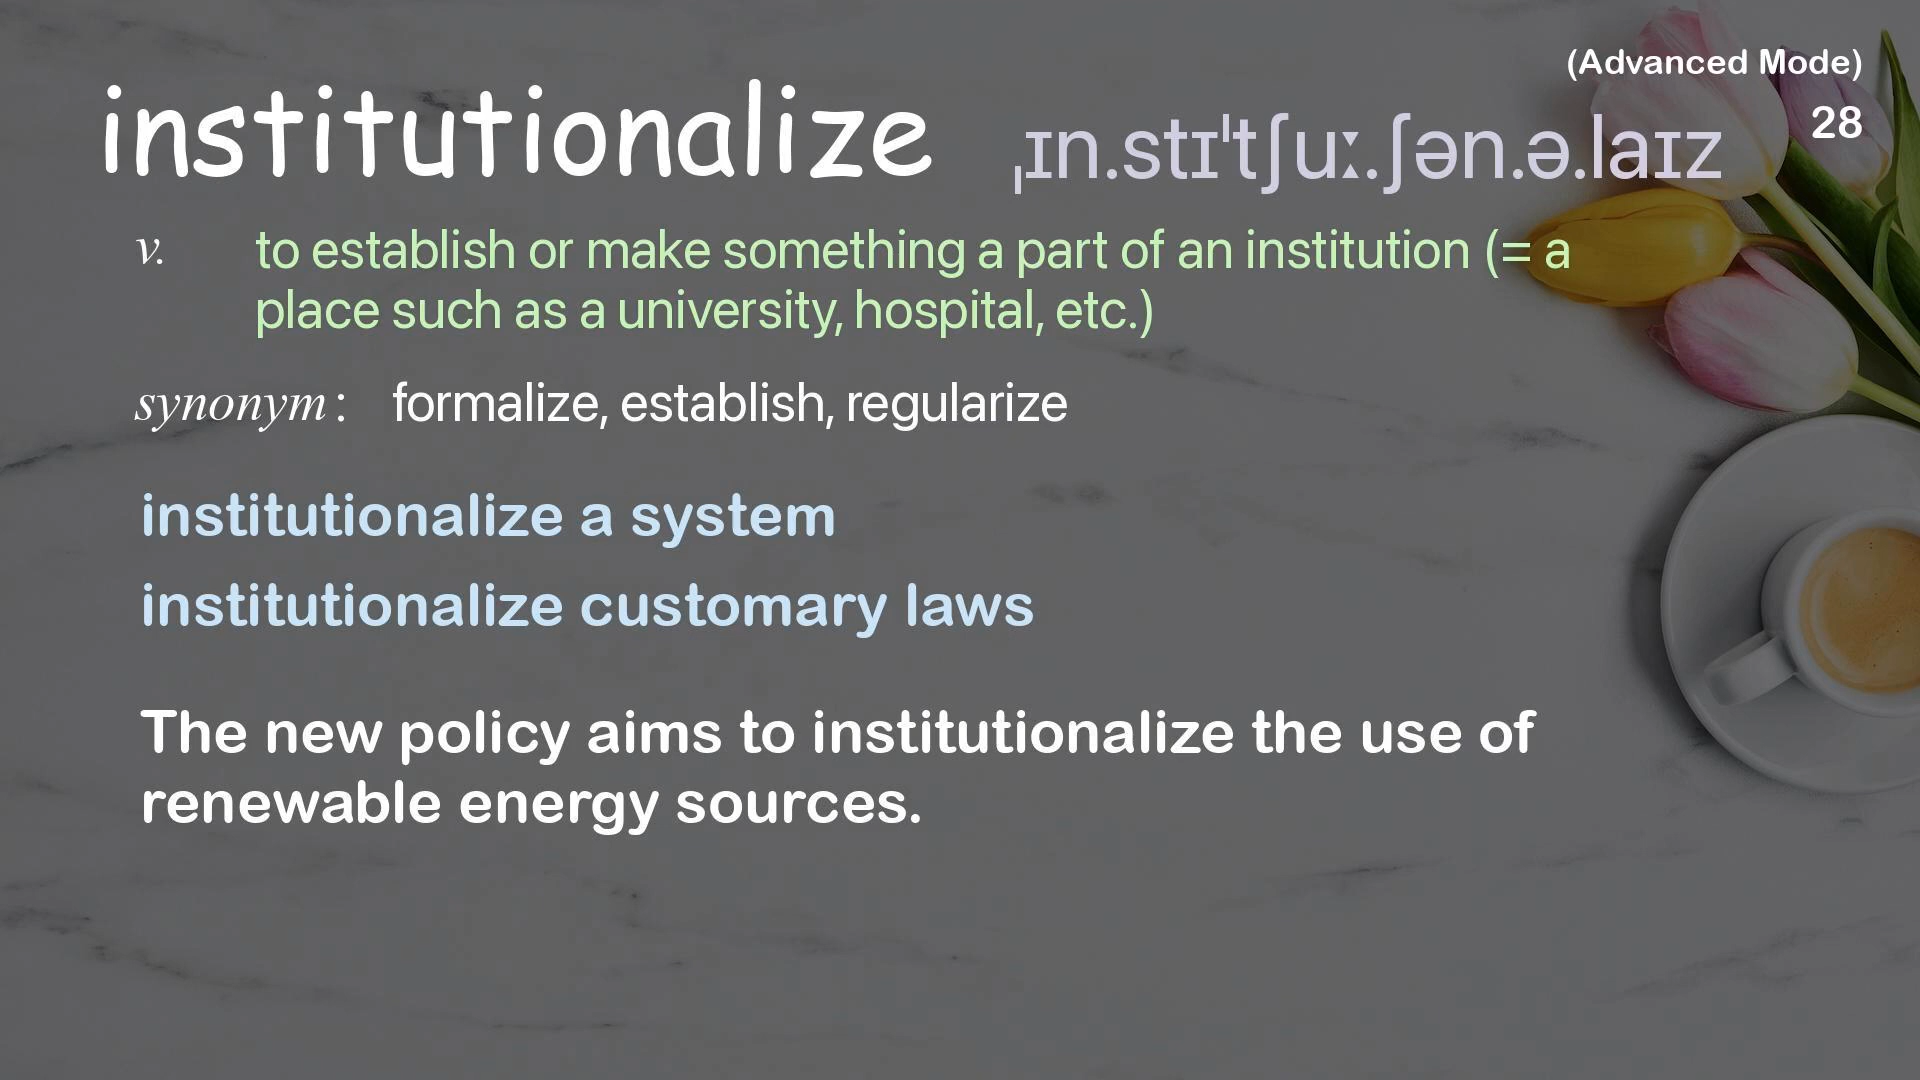 (Advanced Mode)
institutionalize ˌɪn.stɪˈtʃuː.ʃən.ə.laɪz 28
v. to establish or make something a part of an institution (= a
place such as a university, hospital, etc.)
synonym : formalize, establish, regularize
institutionalize a system
institutionalize customary laws
The new policy aims to institutionalize the use of
renewable energy sources.